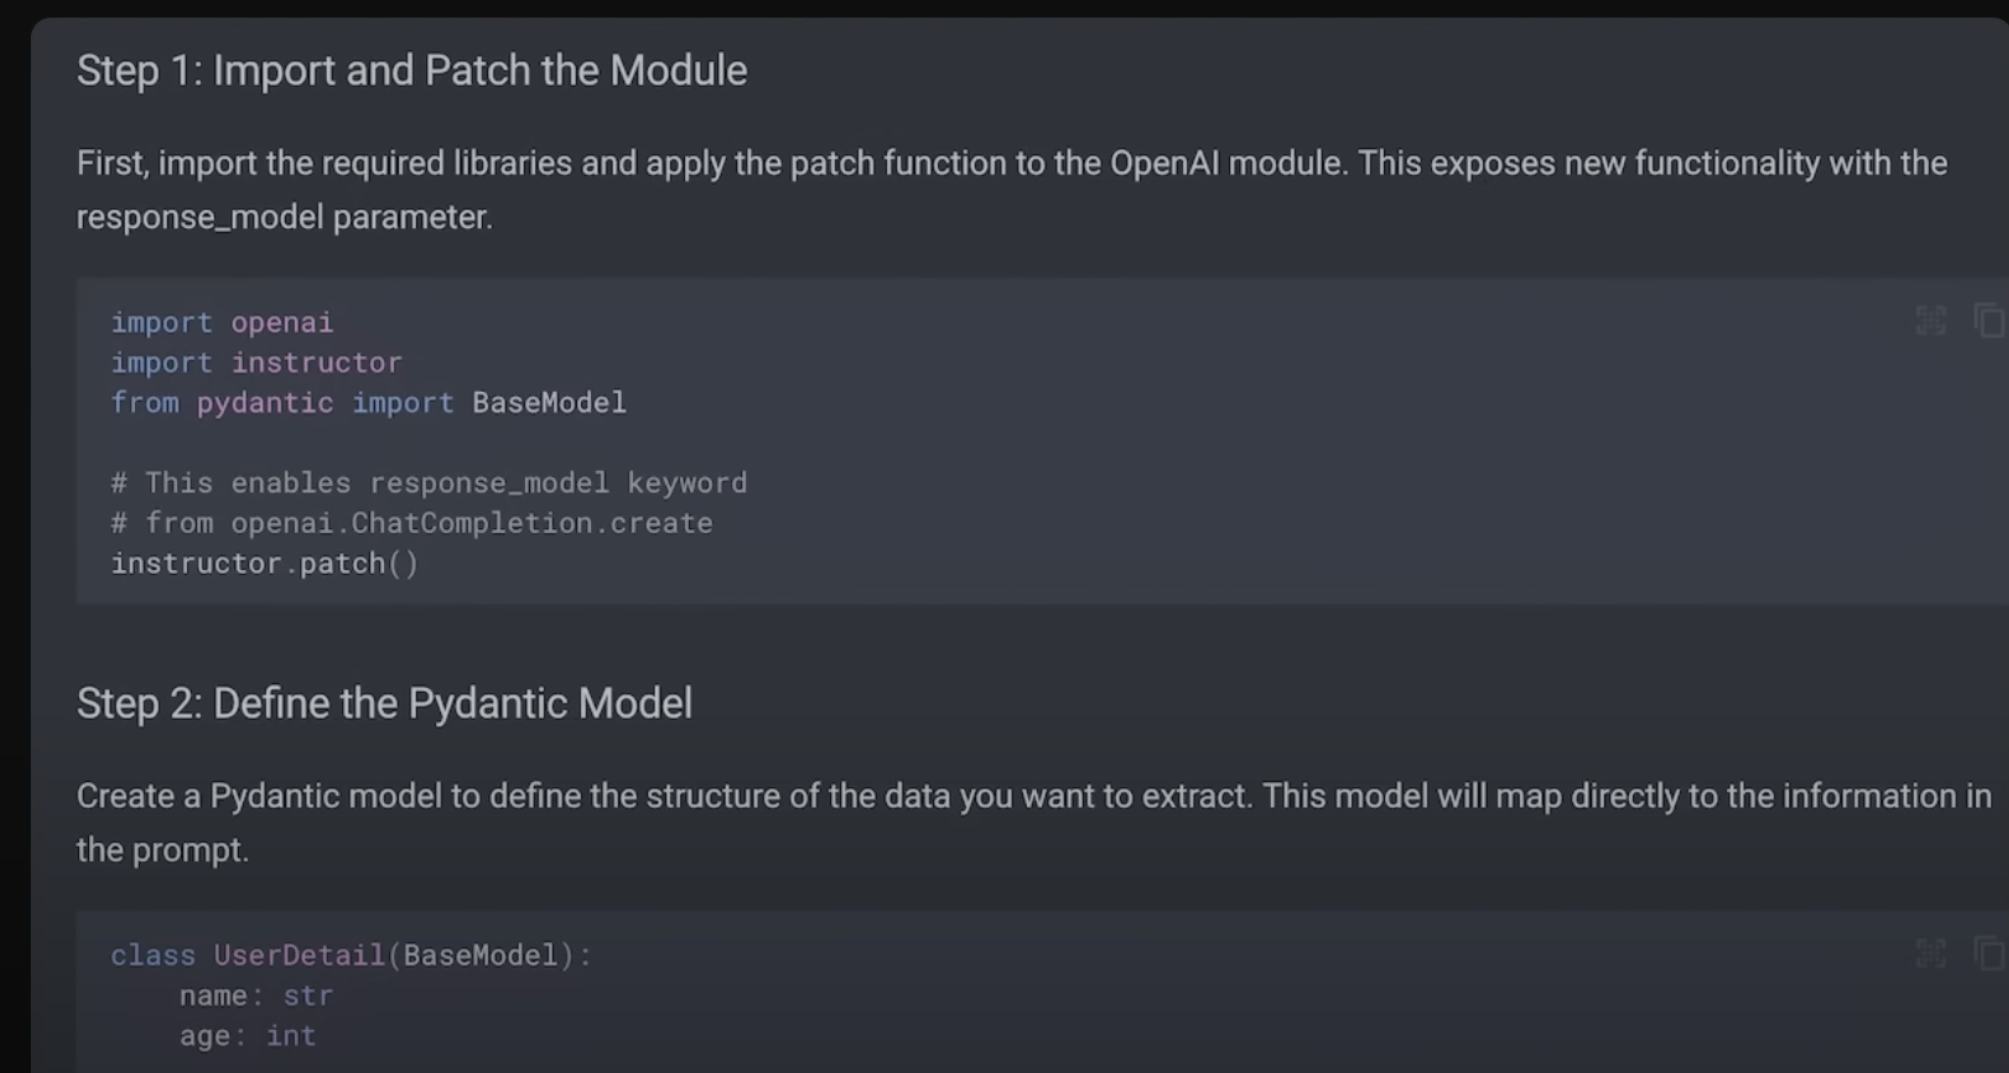 Step 1: Import and Patch the Module
First, import the required libraries and apply the patch function to the OpenAI module. This exposes new functionality with the
response_model parameter.
import openai
import instructor
from pydantic import BaseModel
# This enables response_model keyword
# from openai.ChatCompletion.create
instructor.patch()
Step 2: Define the Pydantic Model
Create a Pydantic model to define the structure of the data you want to extract. This model will map directly to the information in
the prompt.
class UserDetail(BaseModel):
    name: str
    age: int